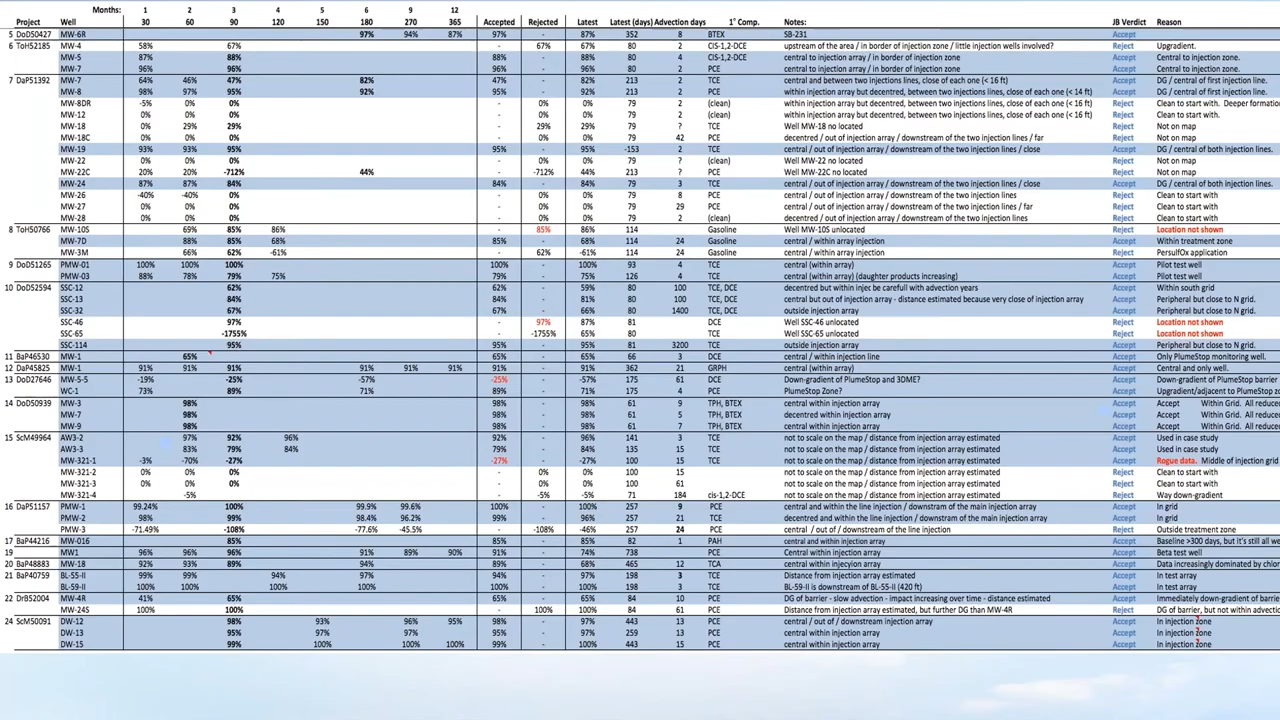 Months: 1 2 3 4 5 6 9 12
Project Well 30 60 90 120 150 180 270 365 Accepted Rejected Latest Latest (days) Advection days 1° Comp. Notes: JB Verdict Reason
5 DoD50427 MW-6R 97% 94% 87% 97% - 87% 352 8 BTEX SB-231 Accept
6 ToH52185 MW-4 58% 67% - 67% 67% 80 2 CIS-1,2-DCE upstream of the area / in border of injection zone / little injection wells involved? Reject Upgradient.
MW-5 87% 88% 88% - 88% 80 4 CIS-1,2-DCE central to injection array / in border of injection zone Accept Central to injection zone.
MW-7 96% 96% 96% - 96% 80 2 PCE central to injection array / in border of injection zone Accept Central to injection zone.
7 DaP51392 MW-7 64% 46% 47% 82% 47% - 82% 213 2 TCE central and between two injections lines, close of each one (< 16 ft) Accept DG / central of first injection line.
MW-8 98% 97% 95% 92% 95% - 92% 213 2 PCE within injection array but decentred, between two injections lines, close of each one (< 14 ft) Accept DG / central of first injection line.
MW-8DR -5% 0% 0% - 0% 0% 79 2 (clean) within injection array but decentred, between two injections lines, close of each one (< 16 ft) Reject Clean to start with. Deeper formatio
MW-12 0% 0% 0% - 0% 0% 79 2 (clean) within injection array but decentred, between two injections lines, close of each one (< 16 ft) Reject Clean to start with.
MW-18 0% 29% 29% - 29% 29% 79 ? TCE Well MW-18 no located Reject Not on map
MW-18C 0% 0% 0% - 0% 0% 79 42 PCE decentred / out of injection array / downstream of the two injection lines / far Reject Not on map
MW-19 93% 93% 95% 95% - 95% -153 2 TCE central / out of injection array / downstream of the two injection lines / close Accept DG / central of both injection lines.
MW-22 0% 0% 0% - 0% 0% 79 ? (clean) Well MW-22 no located Reject Not on map
MW-22C 20% 20% -712% 44% - -712% 44% 213 ? PCE Well MW-22C no located Reject Not on map
MW-24 87% 87% 84% 84% - 84% 79 3 TCE central / out of injection array / downstream of the two injection lines / close Accept DG / central of both injection lines.
MW-26 -40% -40% 0% - 0% 0% 79 8 PCE central / out of injection array / downstream of the two injection lines Reject Clean to start with
MW-27 0% 0% 0% - 0% 0% 79 29 PCE central / out of injection array / downstream of the two injection lines / far Reject Clean to start with
MW-28 0% 0% 0% - 0% 0% 79 2 (clean) decentred / out of injection array / downstream of the two injection lines Reject Clean to start with
8 ToH50766 MW-10S 69% 85% 86% - 85% 86% 114 Gasoline Well MW-10S unlocated Reject Location not shown
MW-7D 88% 85% 68% 85% - 68% 114 24 Gasoline central / within array injection Accept Within treatment zone
MW-3M 66% 62% -61% - 62% -61% 114 24 Gasoline central / within array injection Reject PersulfOx application
9 DoD51265 PMW-01 100% 100% 100% 100% - 100% 93 4 TCE central (within array) Accept Pilot test well
PMW-03 88% 78% 79% 75% 79% - 75% 126 4 TCE central (within array) (daughter products increasing) Accept Pilot test well
10 DoD52594 SSC-12 62% 62% - 59% 80 100 TCE, DCE decentred but within injec be carefull with advection years Accept Within south grid
SSC-13 84% 84% - 81% 80 100 TCE, DCE central but out of injection array - distance estimated because very close of injection array Accept Peripheral but close to N grid.
SSC-32 67% 67% - 66% 80 1400 TCE, DCE outside injection array Accept Peripheral but close to N grid.
SSC-46 97% - 97% 87% 81 DCE Well SSC-46 unlocated Reject Location not shown
SSC-65 -1755% - -1755% 65% 80 TCE Well SSC-65 unlocated Reject Location not shown
SSC-114 95% 95% - 95% 81 3200 TCE outside injection array Accept Peripheral but close to N grid.
11 BaP46530 MW-1 65% 65% - 65% 66 3 DCE central / within injection line Accept Only PlumeStop monitoring well.
12 DaP45825 MW-1 91% 91% 91% 91% 91% 91% 91% - 91% 362 21 GRPH central (within array) Accept Central and only well.
13 DoD27646 MW-5-5 -19% -25% -57% -25% - -57% 175 61 DCE Down-gradient of PlumeStop and 3DME? Accept Down-gradient of PlumeStop barrier
WC-1 73% 89% 71% 89% - 71% 175 4 PCE PlumeStop Zone? Accept Upgradient/adjacent to PlumeStop zo
14 DoD50939 MW-3 98% 98% - 98% 61 9 TPH, BTEX central within injection array Accept Accept Within Grid. All reduced
MW-7 98% 98% - 98% 61 5 TPH, BTEX decentred within injection array Accept Accept Within Grid. All reduced
MW-9 98% 98% - 98% 61 7 TPH, BTEX central within injection array Accept Accept Within Grid. All reduced
15 ScM49964 AW3-2 97% 92% 96% 92% - 96% 141 3 TCE not to scale on the map / distance from injection array estimated Accept Used in case study
AW3-3 83% 79% 84% 79% - 84% 135 15 TCE not to scale on the map / distance from injection array estimated Accept Used in case study
MW-321-1 -3% -70% -27% -27% - -27% 100 15 TCE not to scale on the map / distance from injection array estimated Accept Rogue data. Middle of injection grid
MW-321-2 0% 0% 0% - 0% 0% 100 15 not to scale on the map / distance from injection array estimated Reject Clean to start with
MW-321-3 0% 0% 0% - 0% 0% 100 61 not to scale on the map / distance from injection array estimated Reject Clean to start with
MW-321-4 -5% - -5% -5% 71 184 cis-1,2-DCE not to scale on the map / distance from injection array estimated Reject Way down-gradient
16 DaP51157 PMW-1 99.24% 100% 99.9% 99.6% 100% - 100% 257 9 PCE central and within the line injection / downstream of the main injection array Accept In grid
PMW-2 98% 99% 98.4% 96.2% 99% - 96% 257 21 TCE decentred and within the line injection / downstream of the main injection array Accept In grid
PMW-3 -71.49% -108% -77.6% -45.5% - -108% -46% 257 24 PCE central / out of / downstream of the line injection Reject Outside treatment zone
17 BaP44216 MW-016 85% 85% - 85% 82 1 PAH central and within injection array Accept Baseline >300 days, but it's still all we
19 MW1 96% 96% 96% 91% 89% 90% 91% - 74% 738 PCE Central within injection array Accept Beta test well
20 BaP48883 MW-18 92% 93% 89% 94% 89% - 68% 465 12 TCA central within injecyion array Accept Data increasingly dominated by chlor
21 BaP40759 BL-55-II 99% 99% 94% 97% 94% - 97% 198 3 TCE Distance from injection array estimated Accept In test array
BL-59-II 100% 100% 100% 100% 100% - 100% 198 3 TCE BL-59-II is downstream of BL-55-II (420 ft) Accept In test array
22 DrB52004 MW-4R 41% 65% 65% - 65% 84 10 PCE DG of barrier - slow advection - impact increasing over time - distance estimated Accept Immediately down-gradient of barrie
MW-24S 100% 100% - 100% 100% 84 61 PCE Distance from injection array estimated, but further DG than MW-4R Reject DG of barrier, but not within advectio
24 ScM50091 DW-12 98% 93% 96% 95% 98% - 97% 443 13 PCE central / out of / downstream injection array Accept In injection zone
DW-13 95% 97% 97% 95% - 97% 259 13 PCE central within injection array Accept In injection zone
DW-15 99% 100% 100% 100% 99% - 100% 443 15 PCE central within injection array Accept In injection zone